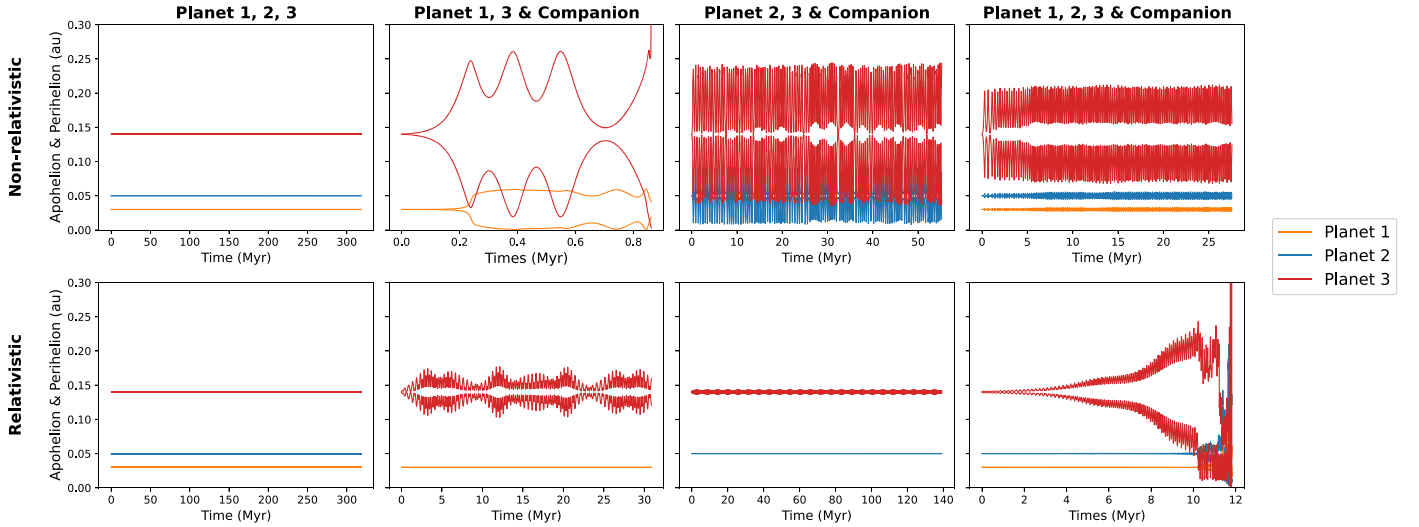 Planet 1, 2, 3
Planet 1, 3 & Companion
Planet 2, 3 & Companion
Planet 1, 2, 3 & Companion
Non-relativistic
Apohelion & Perihelion (au)
0.30
0.25
0.20
0.15
0.10
0.05
0.00
0 50 100 150 200 250 300
Time (Myr)
0.0 0.2 0.4 0.6 0.8
Times (Myr)
0 10 20 30 40 50
Time (Myr)
0 5 10 15 20 25
Time (Myr)
Planet 1
Planet 2
Planet 3
Relativistic
Apohelion & Perihelion (au)
0.30
0.25
0.20
0.15
0.10
0.05
0.00
0 50 100 150 200 250 300
Time (Myr)
0 5 10 15 20 25 30
Time (Myr)
0 20 40 60 80 100 120 140
Time (Myr)
0 2 4 6 8 10 12
Times (Myr)